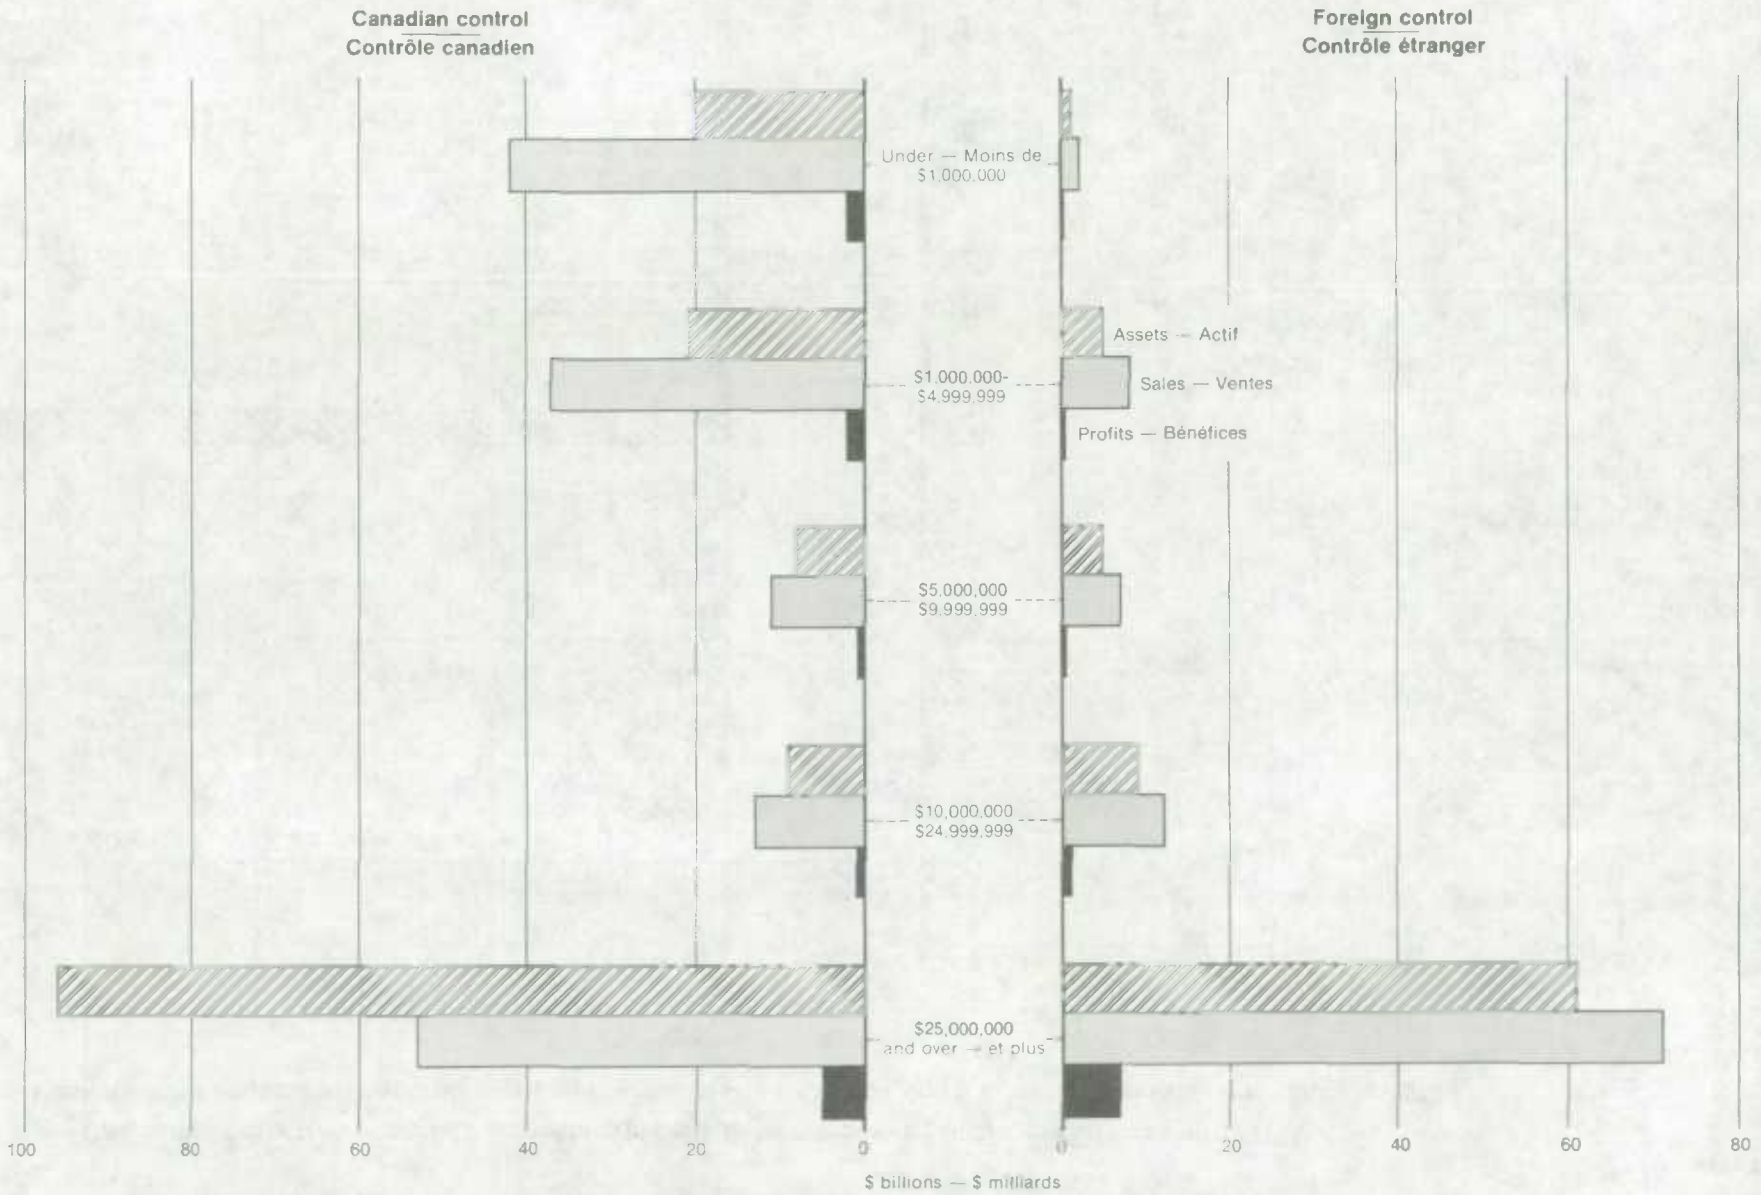 Canadian control
Contrôle canadien
Foreign control
Contrôle étranger
Under — Moins de
$1,000,000
Assets — Actif
$1.000.000-
$4.999.999
Sales — Ventes
Profits — Bénéfices
$5,000,000
$9.999.999
$10,000,000
$24.999,999
$25,000,000
and over — et plus
100 80 60 40 20 0 0 20 40 60 80
$ billions — $ milliards